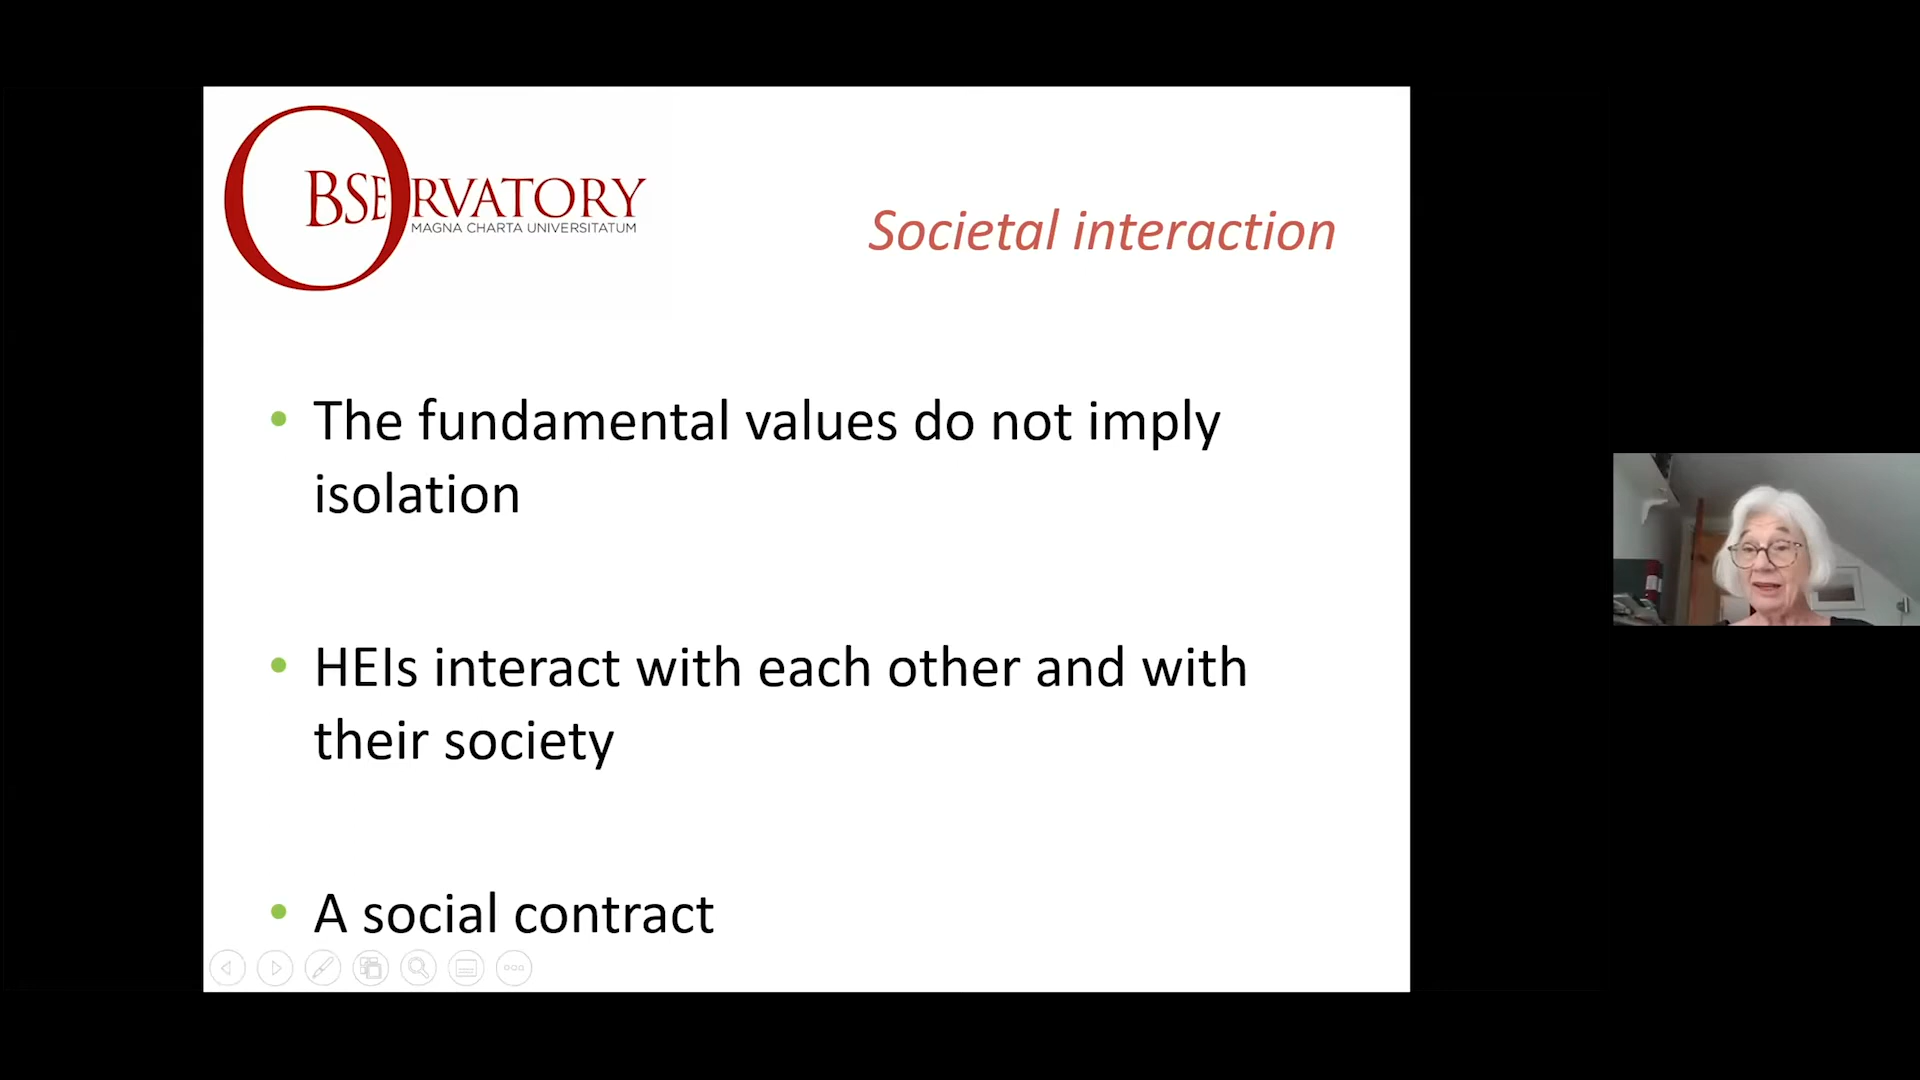 OBSERVATORY
MAGNA CHARTA UNIVERSITATUM
Societal interaction
• The fundamental values do not imply
isolation
• HEIs interact with each other and with
their society
• A social contract